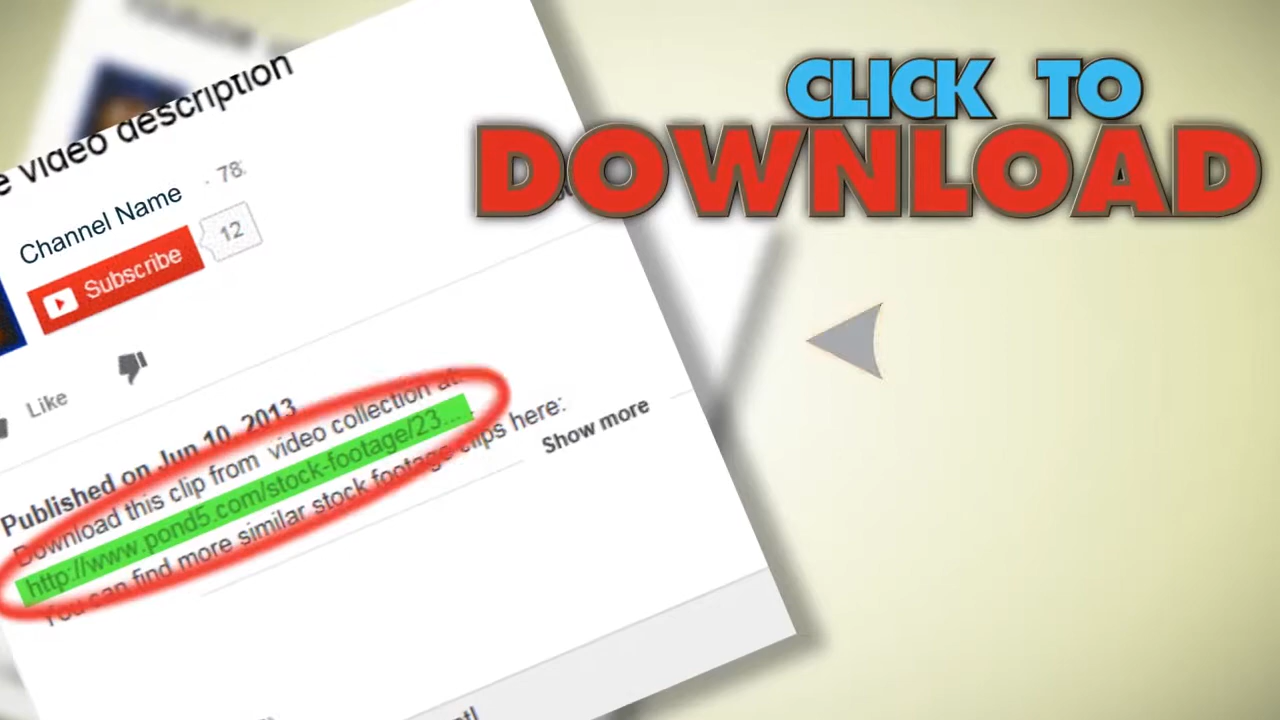 CLICK TO
DOWNLOAD
e video description
Channel Name
78
Subscribe
12
Like
Published on Jun 10, 2013
Download this clip from video collection at
http://www.pond5.com/stock-footage/23....
You can find more similar stock footage clips here:
Show more